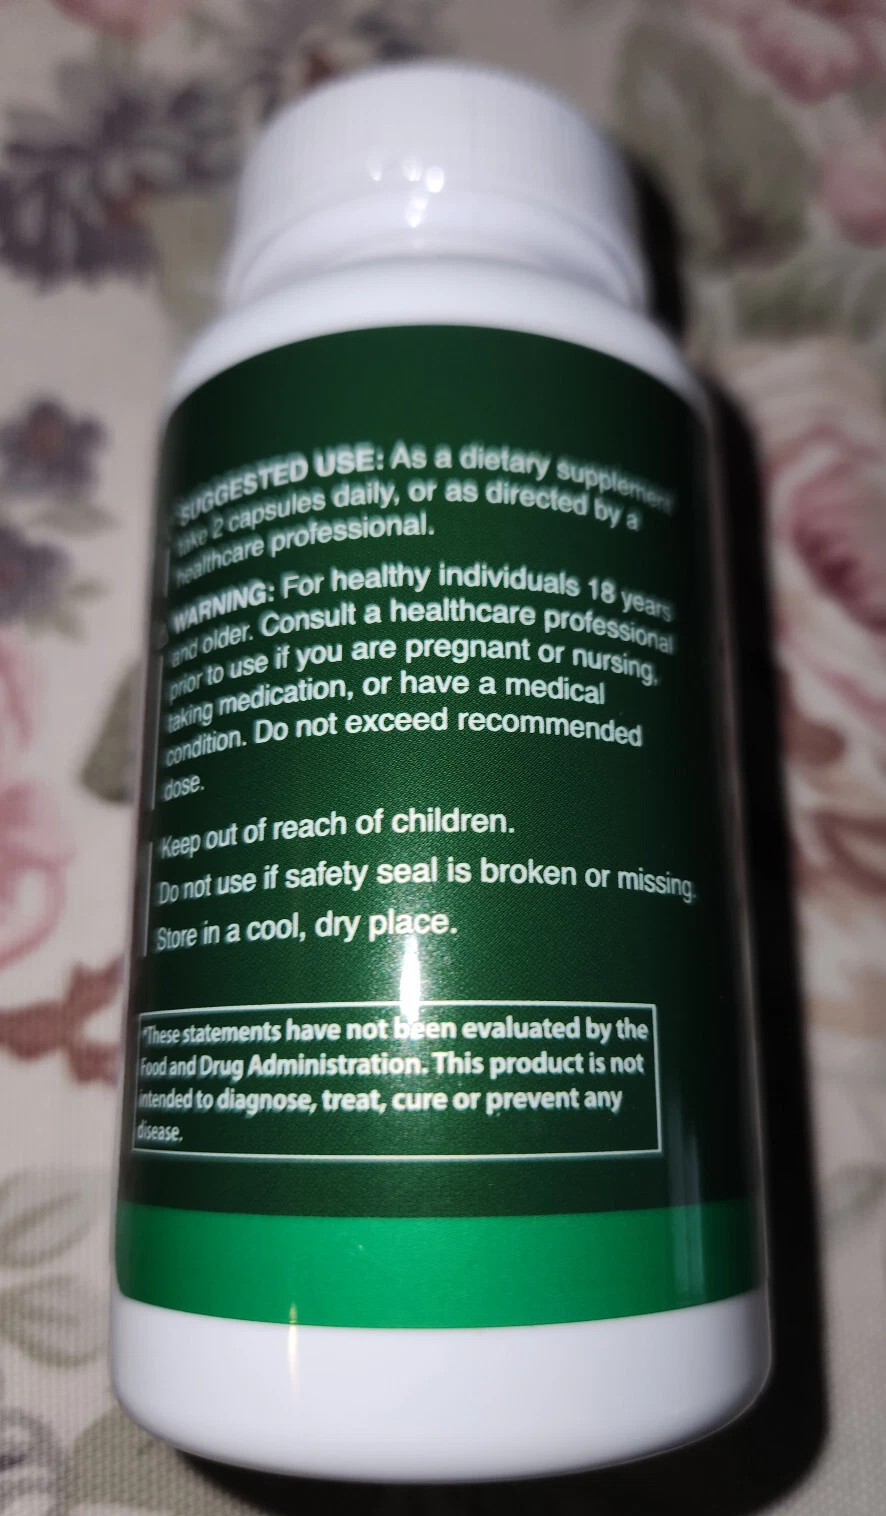 SUGGESTED USE: As a dietary supplement
take 2 capsules daily, or as directed by a
healthcare professional.
WARNING: For healthy individuals 18 years
and older. Consult a healthcare professional
prior to use if you are pregnant or nursing,
taking medication, or have a medical
condition. Do not exceed recommended
dose.
Keep out of reach of children.
Do not use if safety seal is broken or missing.
Store in a cool, dry place.
*These statements have not been evaluated by the
Food and Drug Administration. This product is not
intended to diagnose, treat, cure or prevent any
disease.